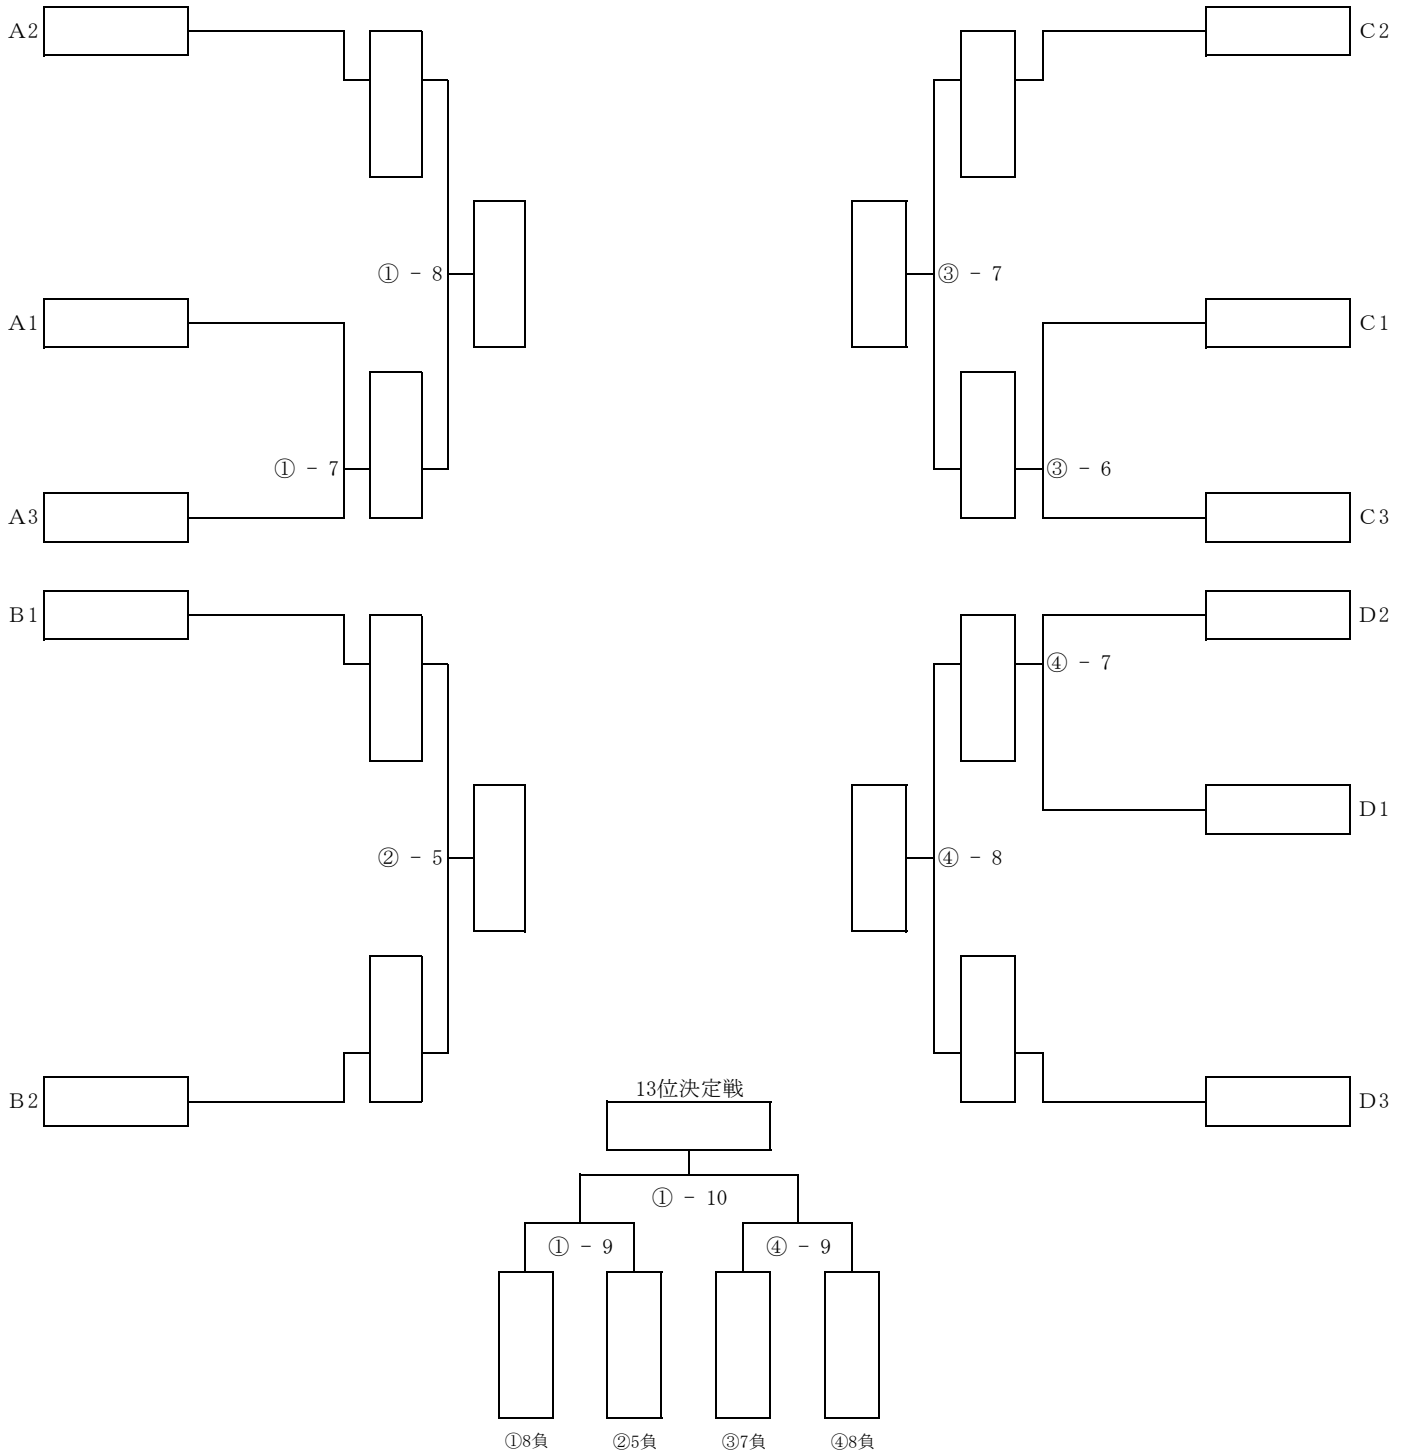 A2
C2
① － 8
③ － 7
A1
C1
① － 7
③ － 6
A3
C3
B1
D2
④ － 7
D1
② － 5
④ － 8
13位決定戦
B2
D3
① － 10
① － 9
④ － 9
①8負
②5負
③7負
④8負